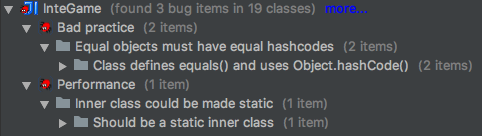 InteGame (found 3 bug items in 19 classes) more...
Bad practice (2 items)
Equal objects must have equal hashcodes (2 items)
Class defines equals() and uses Object.hashCode() (2 items)
Performance (1 item)
Inner class could be made static (1 item)
Should be a static inner class (1 item)